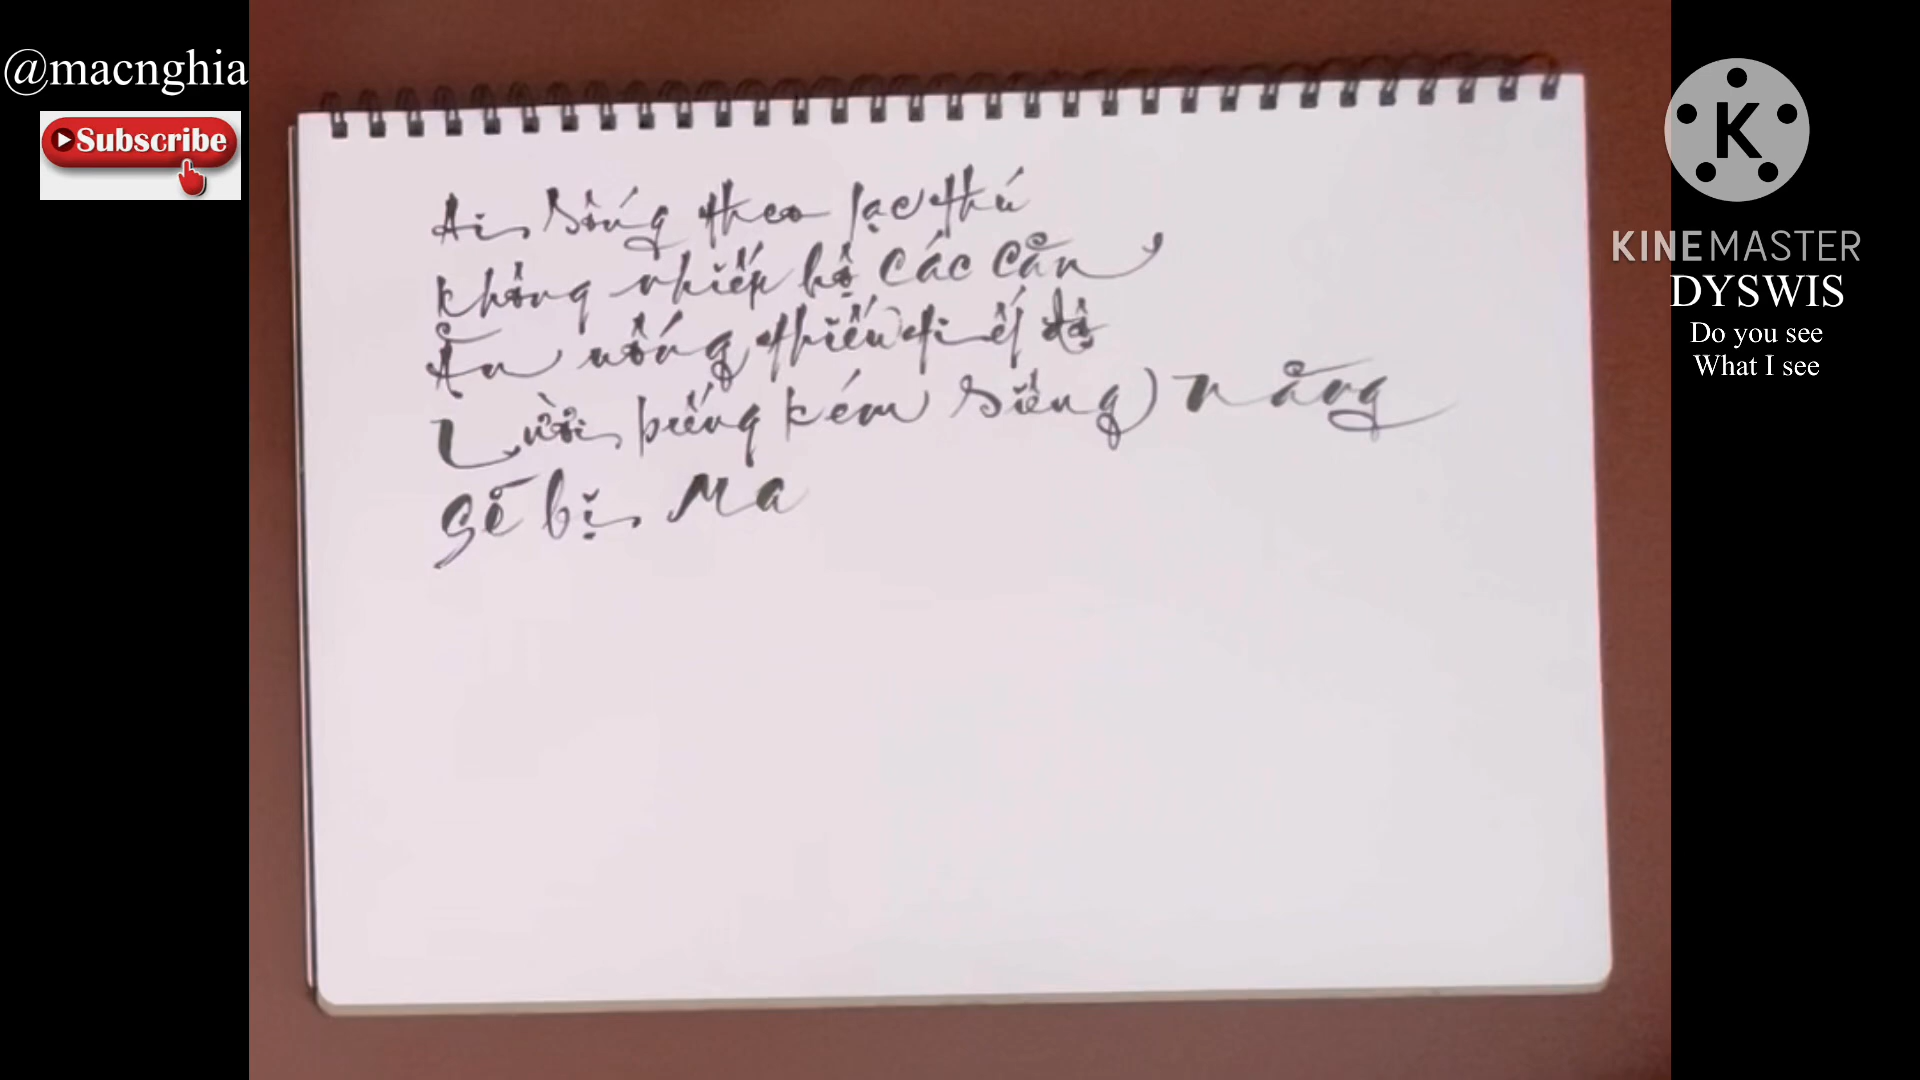 @macnghia
Subscribe
Ai sống theo lạc thú
không nhiếp hộ các căn
Ăn uống thiếu tiết độ
Lười biếng kém siêng năng
Sẽ bị Ma
K
KINEMASTER
DYSWIS
Do you see
What I see